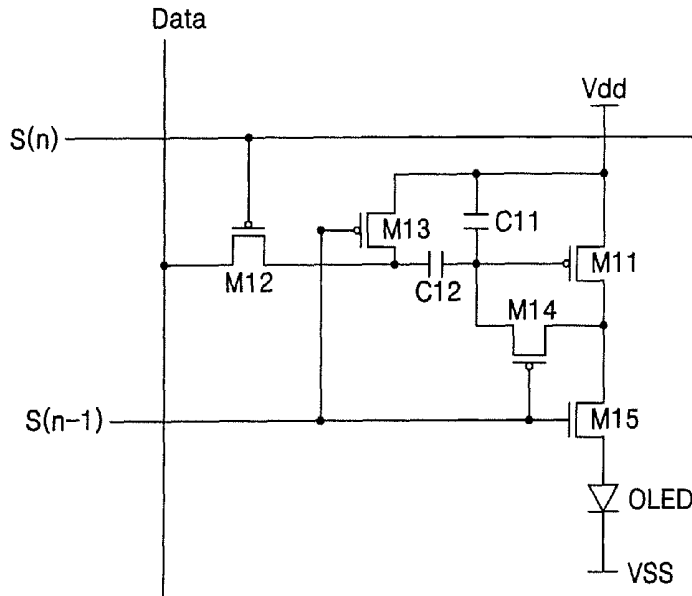 Data
Vdd
S(n)
M13
C11
M12
C12
M11
M14
S(n-1)
M15
OLED
VSS